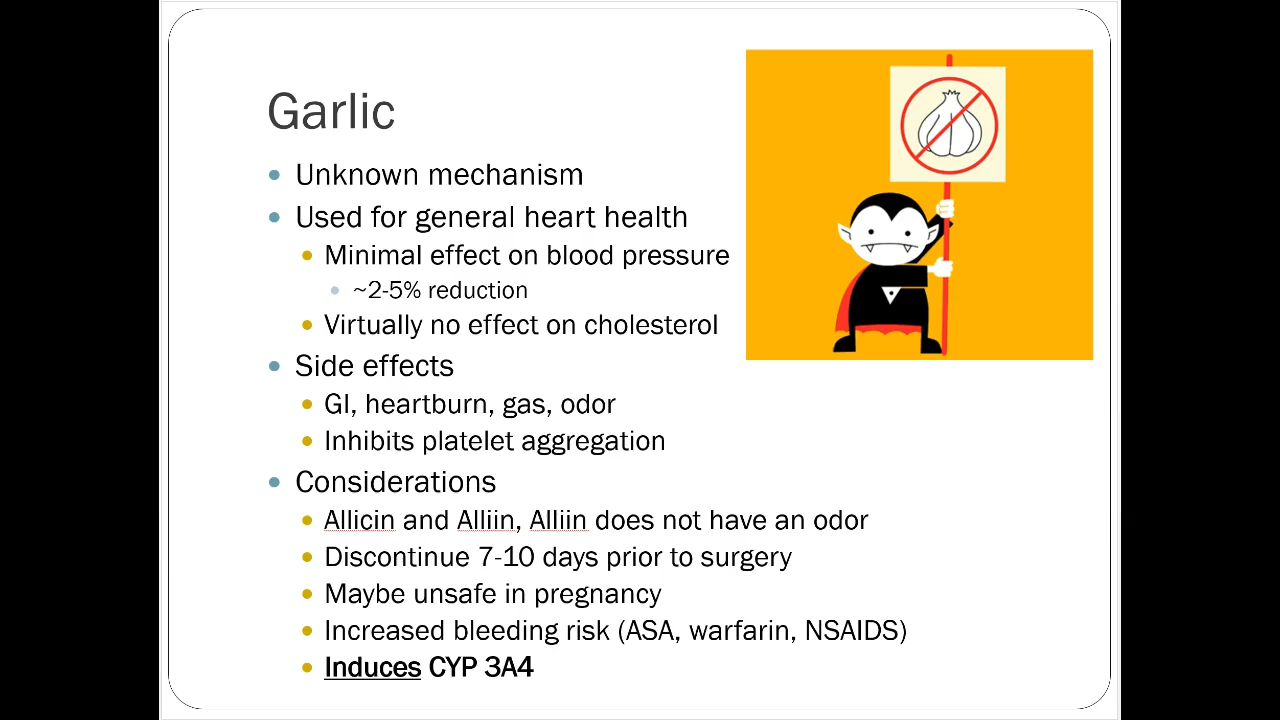 Garlic
Unknown mechanism
Used for general heart health
Minimal effect on blood pressure
~2-5% reduction
Virtually no effect on cholesterol
Side effects
GI, heartburn, gas, odor
Inhibits platelet aggregation
Considerations
Allicin and Alliin, Alliin does not have an odor
Discontinue 7-10 days prior to surgery
Maybe unsafe in pregnancy
Increased bleeding risk (ASA, warfarin, NSAIDS)
Induces CYP 3A4